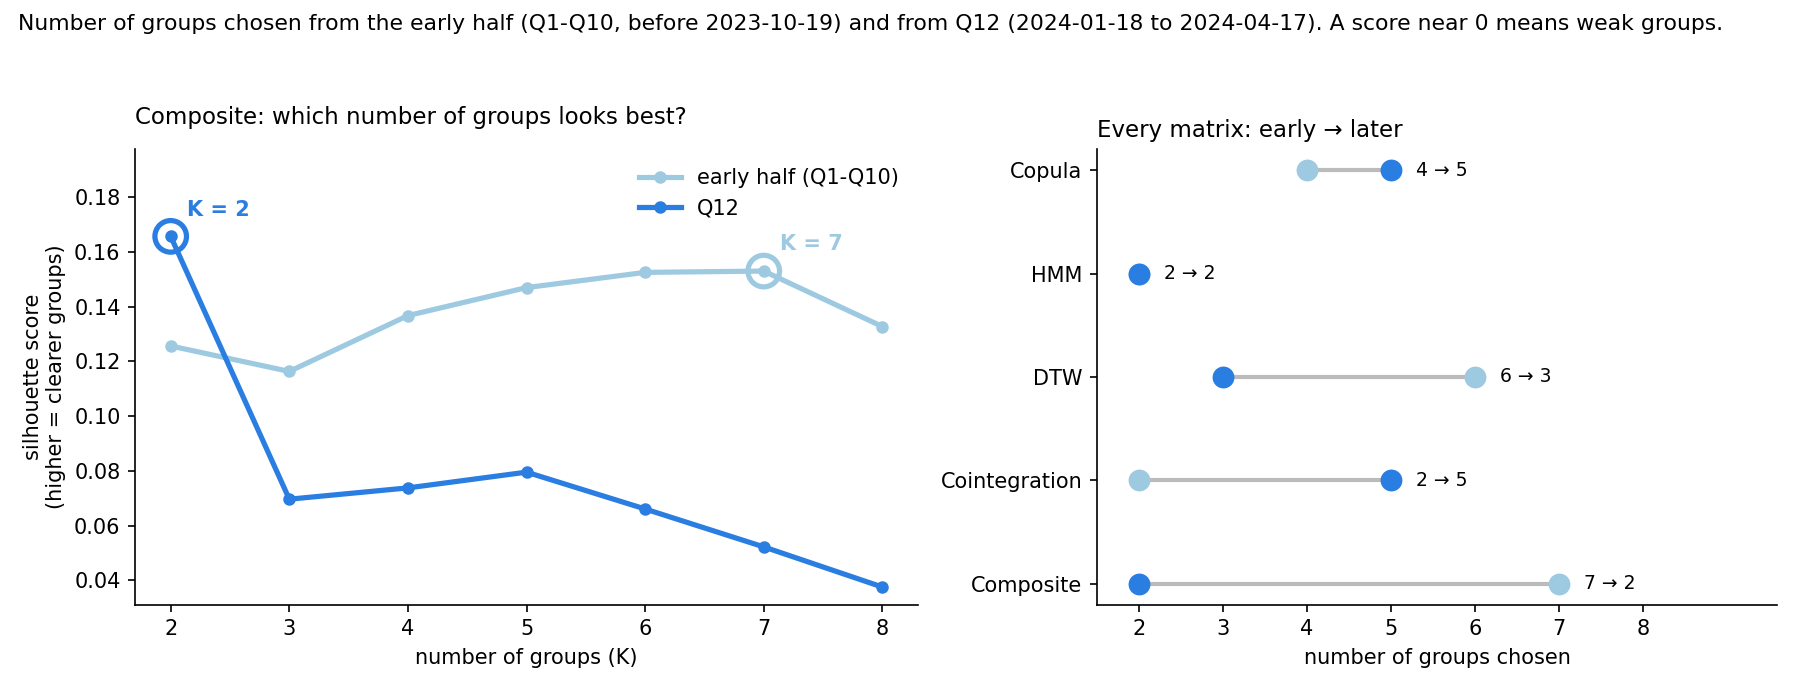 Number of groups chosen from the early half (Q1-Q10, before 2023-10-19) and from Q12 (2024-01-18 to 2024-04-17). A score near 0 means weak groups.
Composite: which number of groups looks best?
silhouette score
(higher = clearer groups)
0.18
0.16
0.14
0.12
0.10
0.08
0.06
0.04
K = 2
K = 7
early half (Q1-Q10)
Q12
2 3 4 5 6 7 8
number of groups (K)
Every matrix: early → later
Copula 4 → 5
HMM 2 → 2
DTW 6 → 3
Cointegration 2 → 5
Composite 7 → 2
2 3 4 5 6 7 8
number of groups chosen